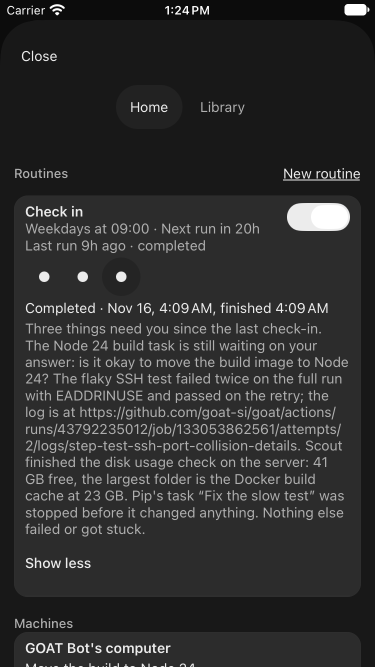 Carrier
1:24 PM
Close
Home
Library
Routines
New routine
Check in
Weekdays at 09:00 · Next run in 20h
Last run 9h ago · completed
Completed · Nov 16, 4:09 AM, finished 4:09 AM
Three things need you since the last check-in.
The Node 24 build task is still waiting on your
answer: is it okay to move the build image to Node
24? The flaky SSH test failed twice on the full run
with EADDRINUSE and passed on the retry; the
log is at https://github.com/goat-si/goat/actions/
runs/43792235012/job/133053862561/attempts/
2/logs/step-test-ssh-port-collision-details. Scout
finished the disk usage check on the server: 41
GB free, the largest folder is the Docker build
cache at 23 GB. Pip's task “Fix the slow test” was
stopped before it changed anything. Nothing else
failed or got stuck.
Show less
Machines
GOAT Bot's computer
Move the build to Node 24